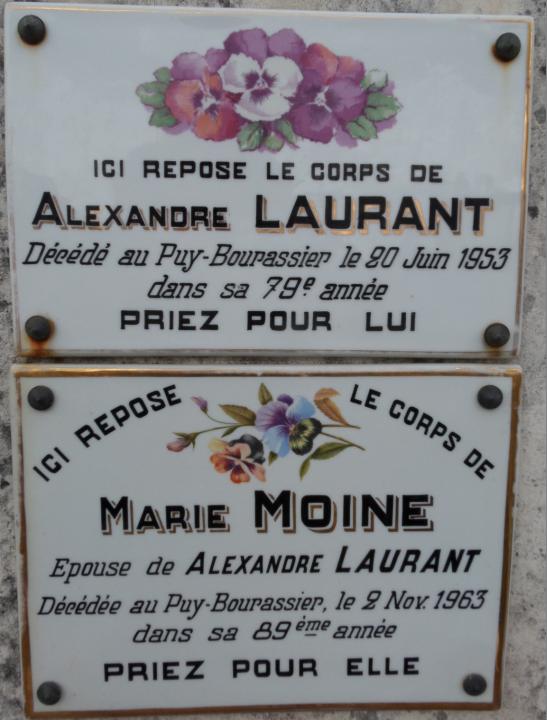 ICI REPOSE LE CORPS DE
ALEXANDRE LAURANT
Décédé au Puy-Bourassier le 20 Juin 1953
dans sa 79e année
PRIEZ POUR LUI
ICI REPOSE LE CORPS DE
MARIE MOINE
Epouse de ALEXANDRE LAURANT
Décédée au Puy-Bourassier, le 2 Nov. 1963
dans sa 89ème année
PRIEZ POUR ELLE